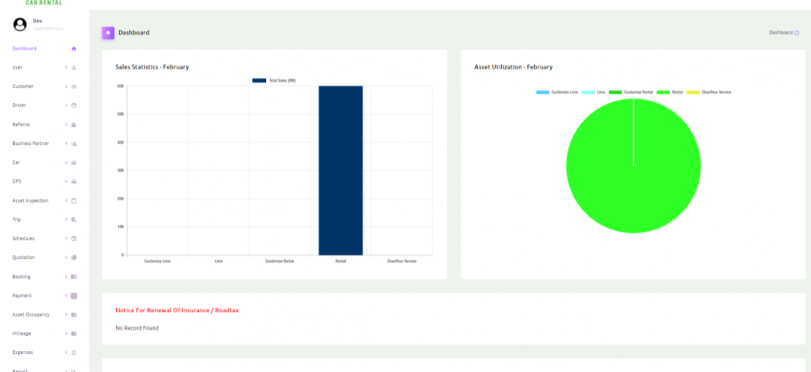 CAR RENTAL
Dev
Dashboard
User
Customer
Driver
Referral
Business Partner
Car
GPS
Asset Inspection
Trip
Schedules
Quotation
Booking
Payment
Asset Occupancy
Mileage
Expenses
Report
Dashboard
Dashboard
Sales Statistics - February
Total Sales (RM)
600
500
400
300
200
100
0
Customize Limo
Limo
Customize Rental
Rental
Chauffeur Service
Asset Utilization - February
Customize Limo
Limo
Customize Rental
Rental
Chauffeur Service
Notice For Renewal Of Insurance / Roadtax
No Record Found